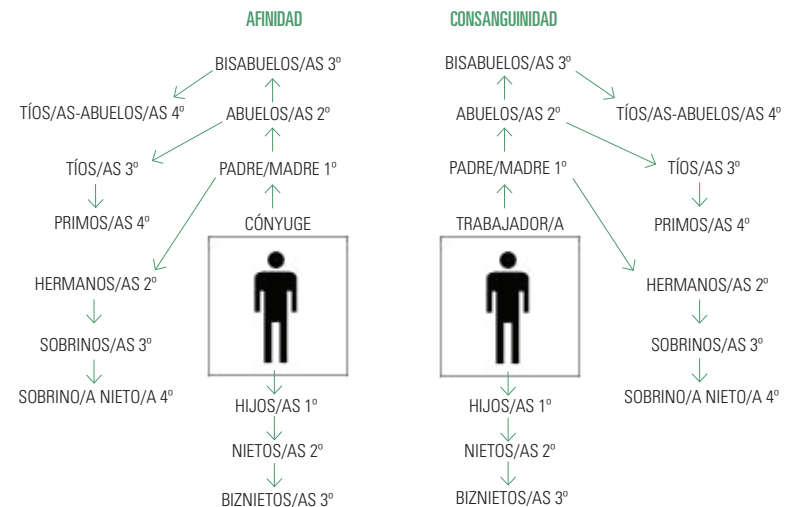 AFINIDAD
BISABUELOS/AS 3º
TÍOS/AS-ABUELOS/AS 4º
ABUELOS/AS 2º
TÍOS/AS 3º
PADRE/MADRE 1º
PRIMOS/AS 4º
CÓNYUGE
HERMANOS/AS 2º
SOBRINOS/AS 3º
SOBRINO/A NIETO/A 4º
HIJOS/AS 1º
NIETOS/AS 2º
BIZNIETOS/AS 3º
CONSANGUINIDAD
BISABUELOS/AS 3º
ABUELOS/AS 2º
TÍOS/AS-ABUELOS/AS 4º
PADRE/MADRE 1º
TÍOS/AS 3º
TRABAJADOR/A
PRIMOS/AS 4º
HERMANOS/AS 2º
SOBRINOS/AS 3º
SOBRINO/A NIETO/A 4º
HIJOS/AS 1º
NIETOS/AS 2º
BIZNIETOS/AS 3º